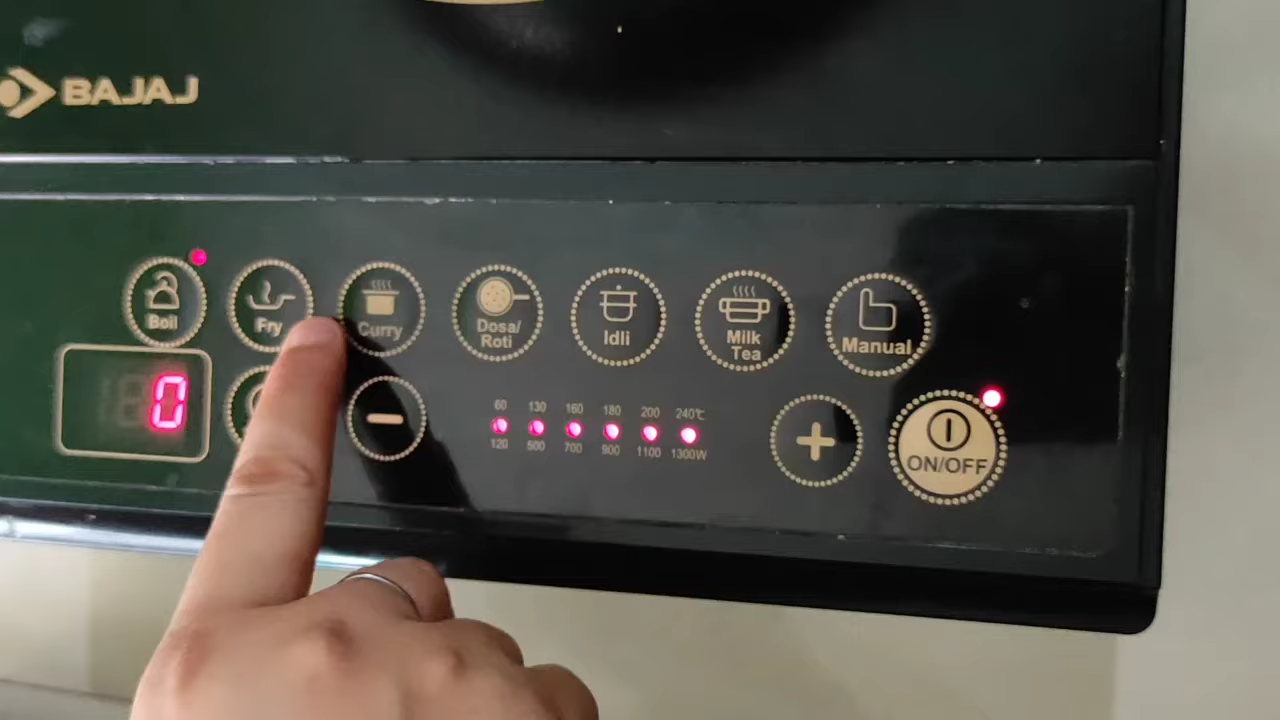 BAJAJ
Boil
Fry
Curry
Dosa/
Roti
Idli
Milk
Tea
Manual
0
60 130 160 180 200 240℃
120 500 700 900 1100 1300W
ON/OFF